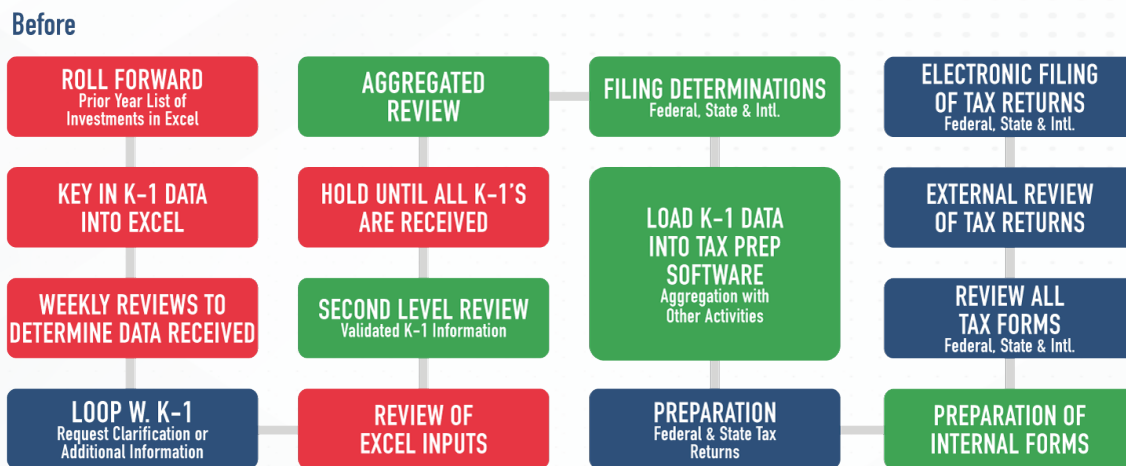 Before
ROLL FORWARD
Prior Year List of
Investments in Excel
KEY IN K-1 DATA
INTO EXCEL
WEEKLY REVIEWS TO
DETERMINE DATA RECEIVED
LOOP W. K-1
Request Clarification or
Additional Information
REVIEW OF
EXCEL INPUTS
SECOND LEVEL REVIEW
Validated K-1 Information
HOLD UNTIL ALL K-1'S
ARE RECEIVED
AGGREGATED
REVIEW
FILING DETERMINATIONS
Federal, State & Intl.
LOAD K-1 DATA
INTO TAX PREP
SOFTWARE
Aggregation with
Other Activities
PREPARATION
Federal & State Tax
Returns
PREPARATION OF
INTERNAL FORMS
REVIEW ALL
TAX FORMS
Federal, State & Intl.
EXTERNAL REVIEW
OF TAX RETURNS
ELECTRONIC FILING
OF TAX RETURNS
Federal, State & Intl.